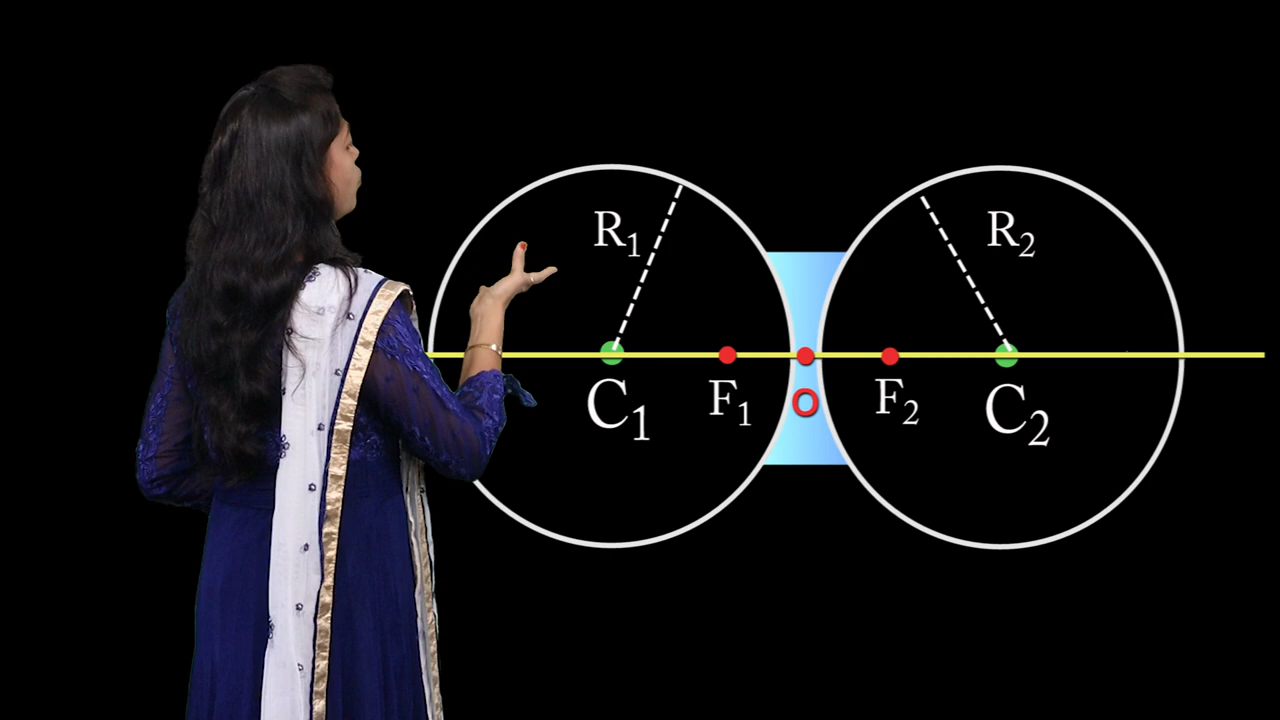 R₁
R₂
C₁
F₁
O
F₂
C₂